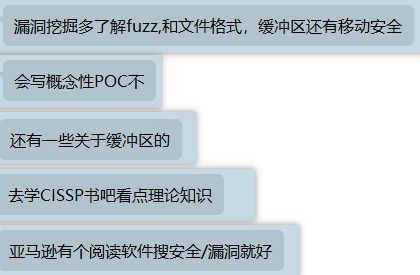 漏洞挖掘多了解fuzz,和文件格式，缓冲区还有移动安全
会写概念性POC不
还有一些关于缓冲区的
去学CISSP书吧看点理论知识
亚马逊有个阅读软件搜安全/漏洞就好